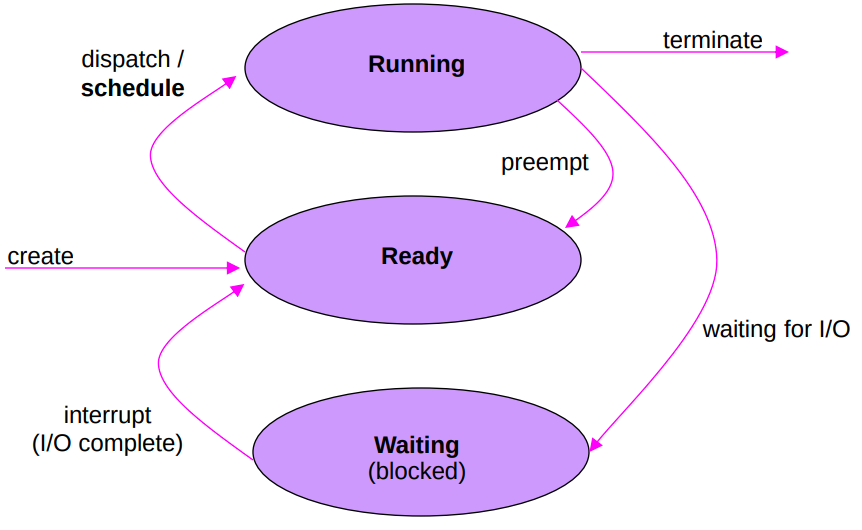 terminate
dispatch /
schedule
Running
preempt
create
Ready
waiting for I/O
interrupt
(I/O complete)
Waiting
(blocked)